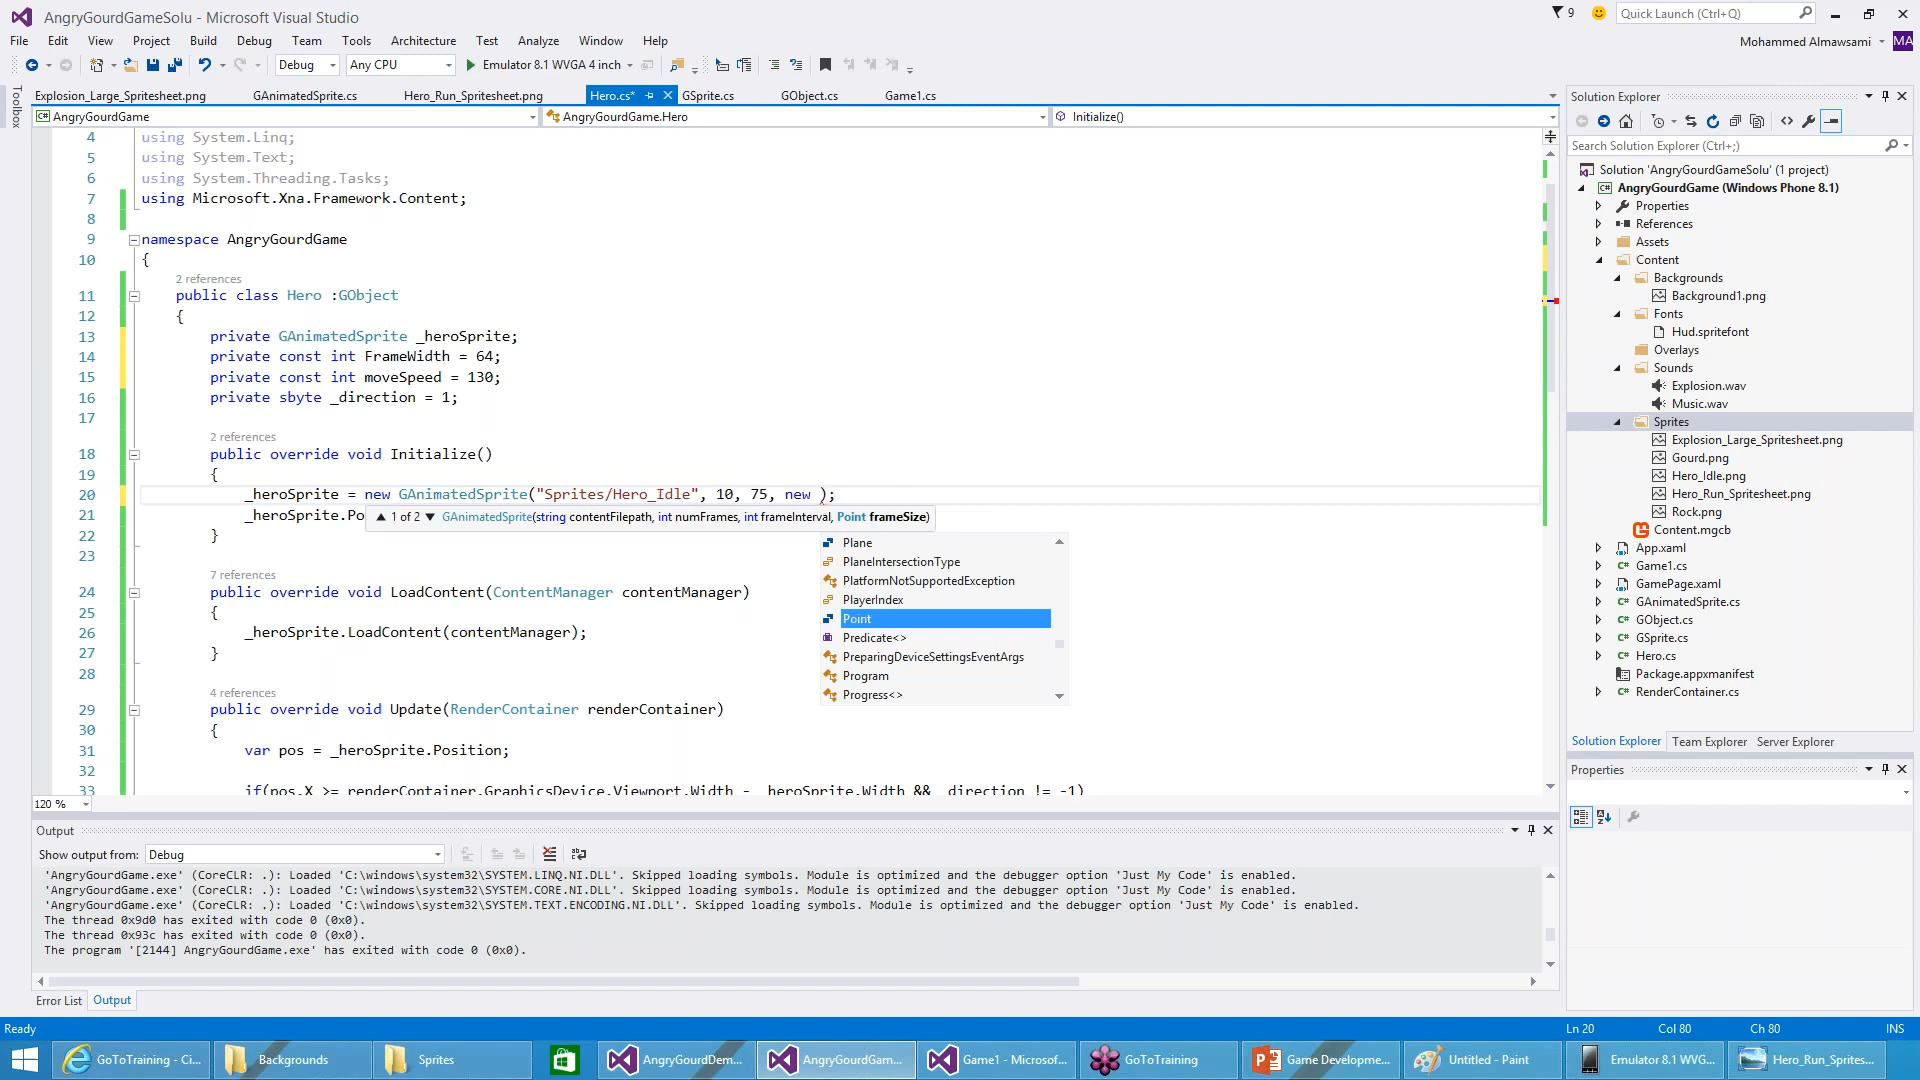 AngryGourdGameSolu - Microsoft Visual Studio
9
Quick Launch (Ctrl+Q)
File Edit View Project Build Debug Team Tools Architecture Test Analyze Window Help
Mohammed Almawsami
MA
Debug
Any CPU
Emulator 8.1 WVGA 4 inch
Toolbox
Explosion_Large_Spritesheet.png
GAnimatedSprite.cs
Hero_Run_Spritesheet.png
Hero.cs*
GSprite.cs
GObject.cs
Game1.cs
AngryGourdGame
AngryGourdGame.Hero
Initialize()
4 using System.Linq;
5 using System.Text;
6 using System.Threading.Tasks;
7 using Microsoft.Xna.Framework.Content;
8
9 namespace AngryGourdGame
10 {
2 references
11 public class Hero :GObject
12 {
13 private GAnimatedSprite _heroSprite;
14 private const int FrameWidth = 64;
15 private const int moveSpeed = 130;
16 private sbyte _direction = 1;
17
2 references
18 public override void Initialize()
19 {
20 _heroSprite = new GAnimatedSprite("Sprites/Hero_Idle", 10, 75, new );
21 _heroSprite.Po
1 of 2 GAnimatedSprite(string contentFilepath, int numFrames, int frameInterval, Point frameSize)
22 }
23
Plane
PlaneIntersectionType
PlatformNotSupportedException
PlayerIndex
Point
Predicate<>
PreparingDeviceSettingsEventArgs
Program
Progress<>
7 references
24 public override void LoadContent(ContentManager contentManager)
25 {
26 _heroSprite.LoadContent(contentManager);
27 }
28
4 references
29 public override void Update(RenderContainer renderContainer)
30 {
31 var pos = _heroSprite.Position;
32
33 if(pos.X >= renderContainer.GraphicsDevice.Viewport.Width - _heroSprite.Width && _direction != -1)
120 %
Output
Show output from: Debug
'AngryGourdGame.exe' (CoreCLR: .): Loaded 'C:\windows\system32\SYSTEM.LINQ.NI.DLL'. Skipped loading symbols. Module is optimized and the debugger option 'Just My Code' is enabled.
'AngryGourdGame.exe' (CoreCLR: .): Loaded 'C:\windows\system32\SYSTEM.CORE.NI.DLL'. Skipped loading symbols. Module is optimized and the debugger option 'Just My Code' is enabled.
'AngryGourdGame.exe' (CoreCLR: .): Loaded 'C:\windows\system32\SYSTEM.TEXT.ENCODING.NI.DLL'. Skipped loading symbols. Module is optimized and the debugger option 'Just My Code' is enabled.
The thread 0x9d0 has exited with code 0 (0x0).
The thread 0x93c has exited with code 0 (0x0).
The program '[2144] AngryGourdGame.exe' has exited with code 0 (0x0).
Error List
Output
Solution Explorer
Search Solution Explorer (Ctrl+;)
Solution 'AngryGourdGameSolu' (1 project)
AngryGourdGame (Windows Phone 8.1)
Properties
References
Assets
Content
Backgrounds
Background1.png
Fonts
Hud.spritefont
Overlays
Sounds
Explosion.wav
Music.wav
Sprites
Explosion_Large_Spritesheet.png
Gourd.png
Hero_Idle.png
Hero_Run_Spritesheet.png
Rock.png
Content.mgcb
App.xaml
Game1.cs
GamePage.xaml
GAnimatedSprite.cs
GObject.cs
GSprite.cs
Hero.cs
Package.appxmanifest
RenderContainer.cs
Solution Explorer Team Explorer Server Explorer
Properties
Ready
Ln 20
Col 80
Ch 80
INS
GoToTraining - Ci...
Backgrounds
Sprites
AngryGourdDem...
AngryGourdGam...
Game1 - Microsof...
GoToTraining
Game Developme...
Untitled - Paint
Emulator 8.1 WVG...
Hero_Run_Sprites...